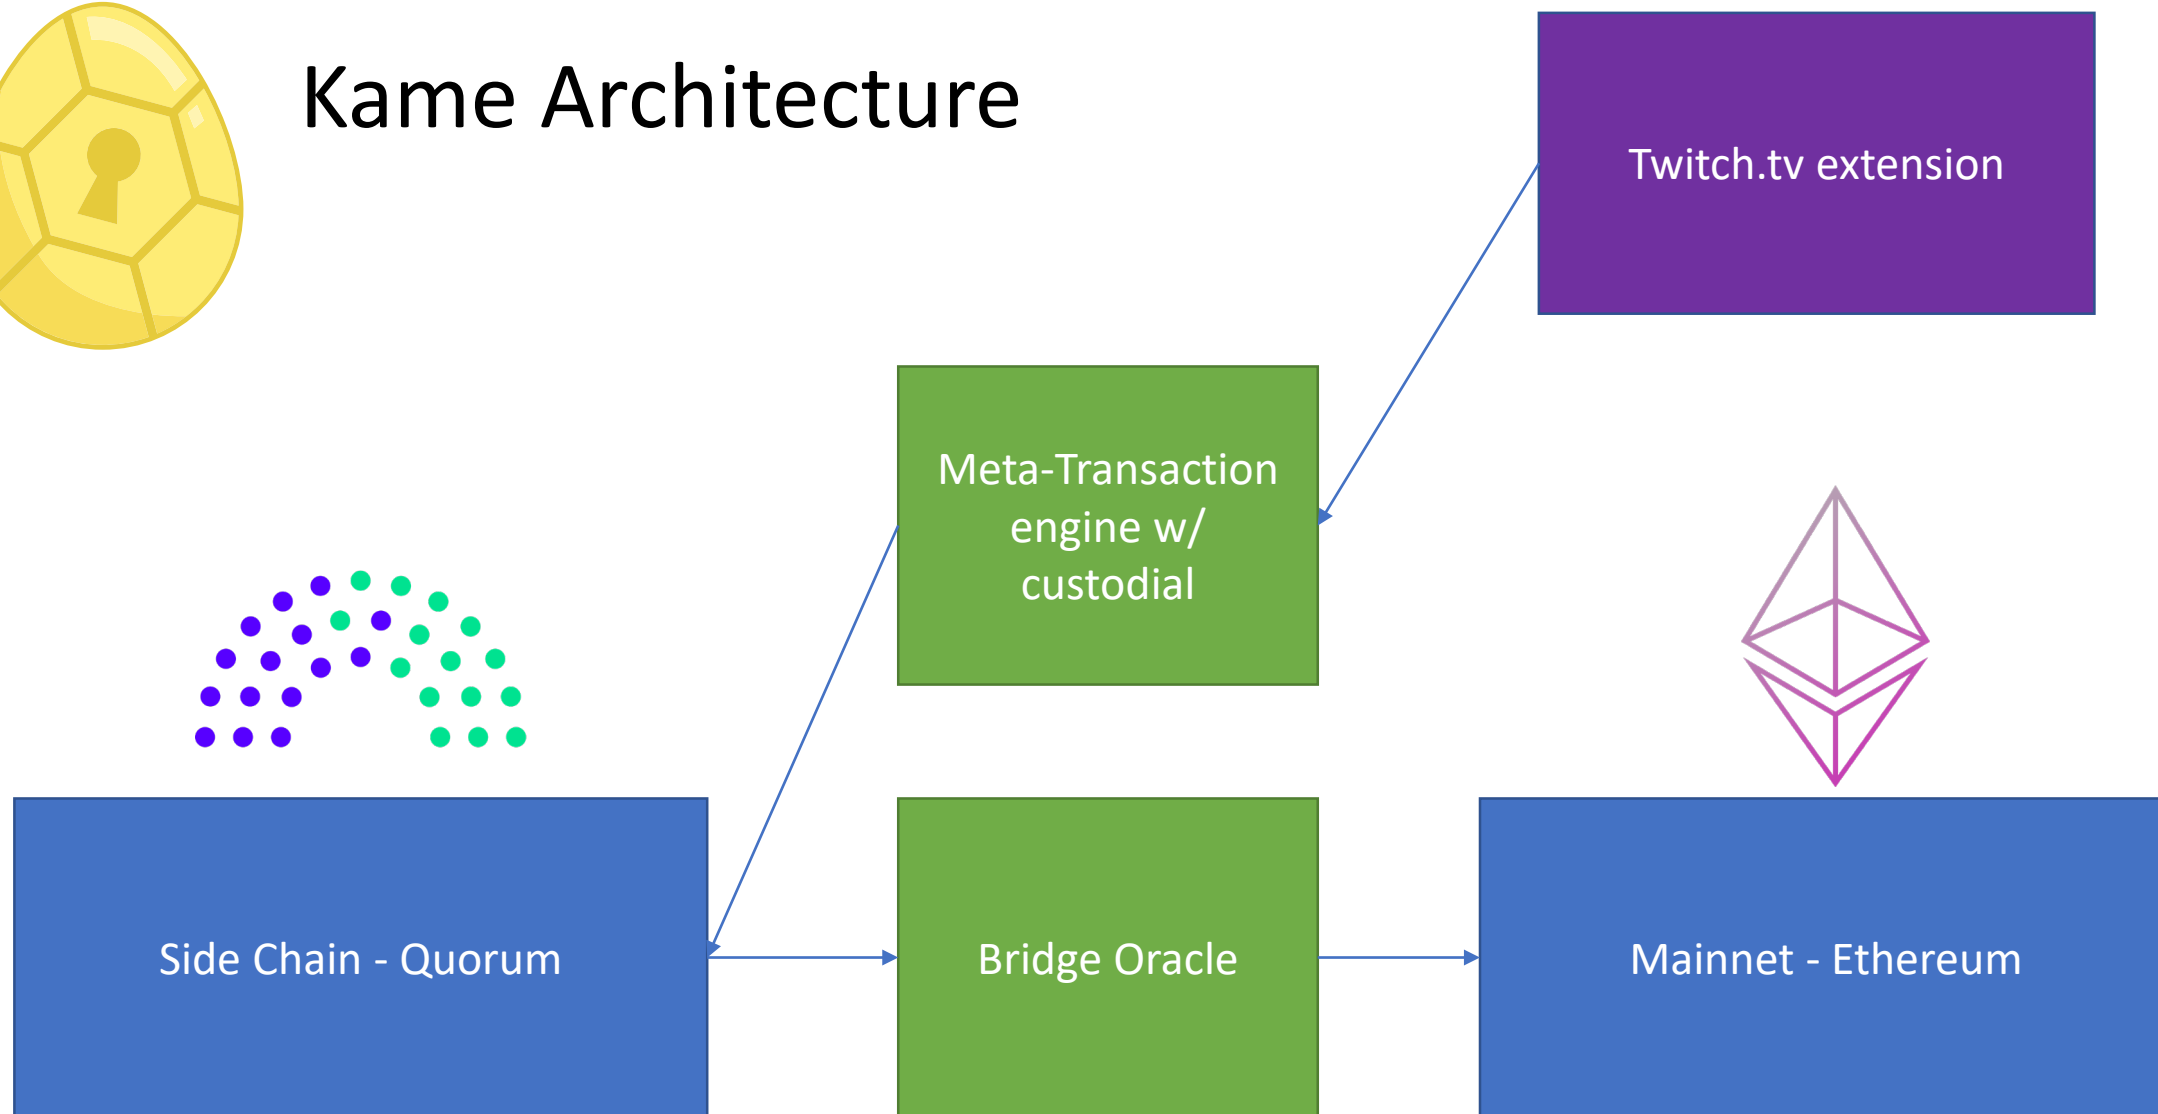 Kame Architecture
Twitch.tv extension
Meta-Transaction
engine w/
custodial
Side Chain - Quorum
Bridge Oracle
Mainnet - Ethereum